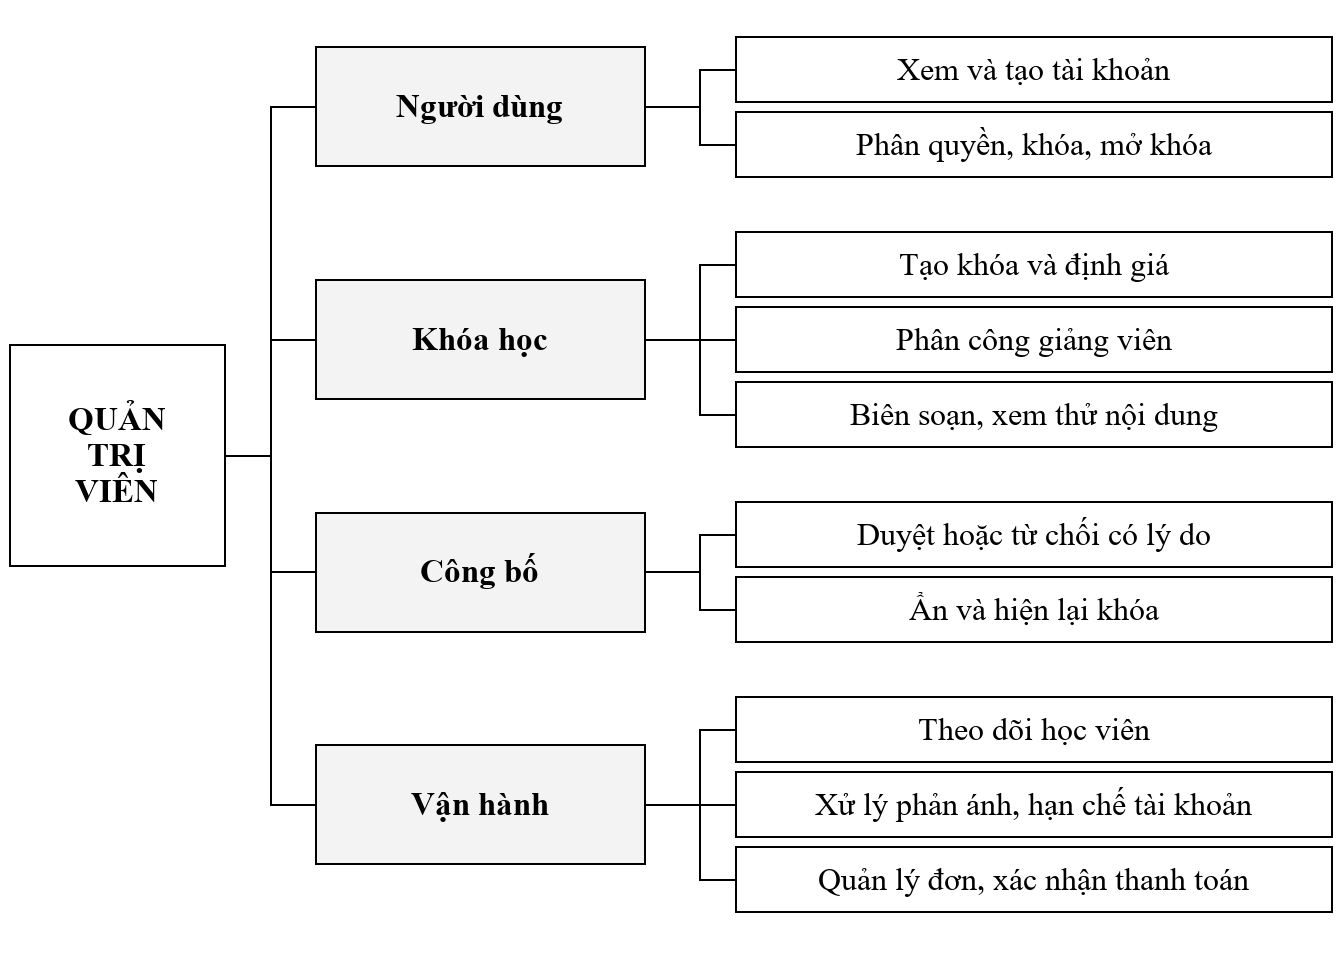 QUẢN
TRỊ
VIÊN
Người dùng
Xem và tạo tài khoản
Phân quyền, khóa, mở khóa
Khóa học
Tạo khóa và định giá
Phân công giảng viên
Biên soạn, xem thử nội dung
Công bố
Duyệt hoặc từ chối có lý do
Ẩn và hiện lại khóa
Vận hành
Theo dõi học viên
Xử lý phản ánh, hạn chế tài khoản
Quản lý đơn, xác nhận thanh toán